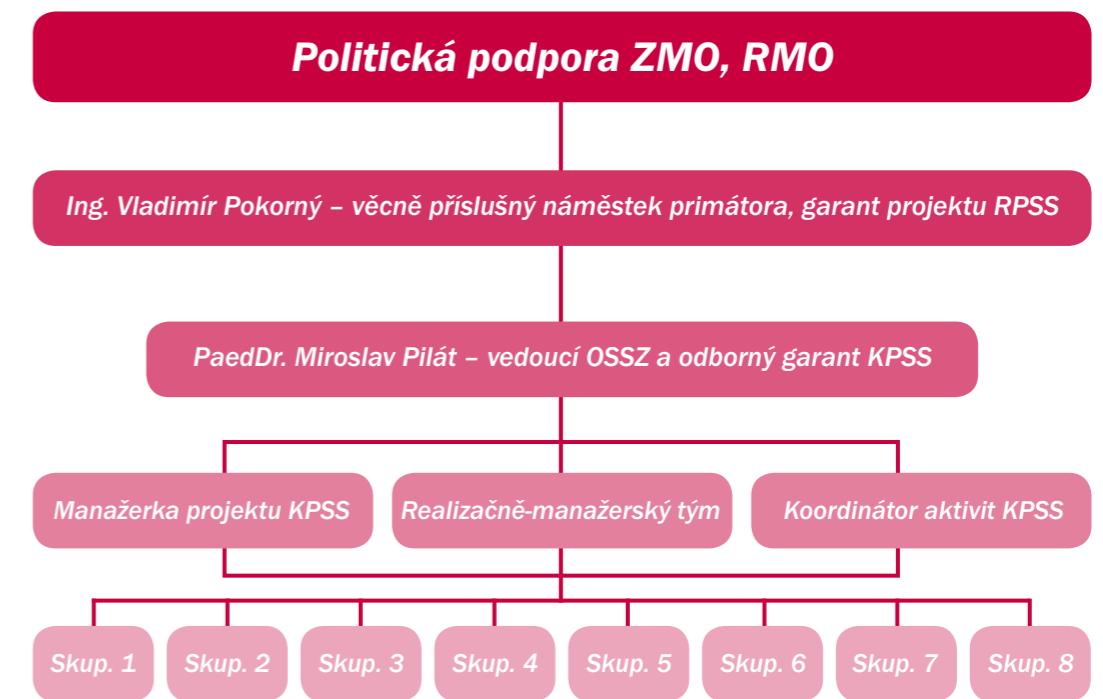 Politická podpora ZMO, RMO
Ing. Vladimír Pokorný – věcně příslušný náměstek primátora, garant projektu RPSS
PaedDr. Miroslav Pilát – vedoucí OSSZ a odborný garant KPSS
Manažerka projektu KPSS
Realizačně-manažerský tým
Koordinátor aktivit KPSS
Skup. 1
Skup. 2
Skup. 3
Skup. 4
Skup. 5
Skup. 6
Skup. 7
Skup. 8